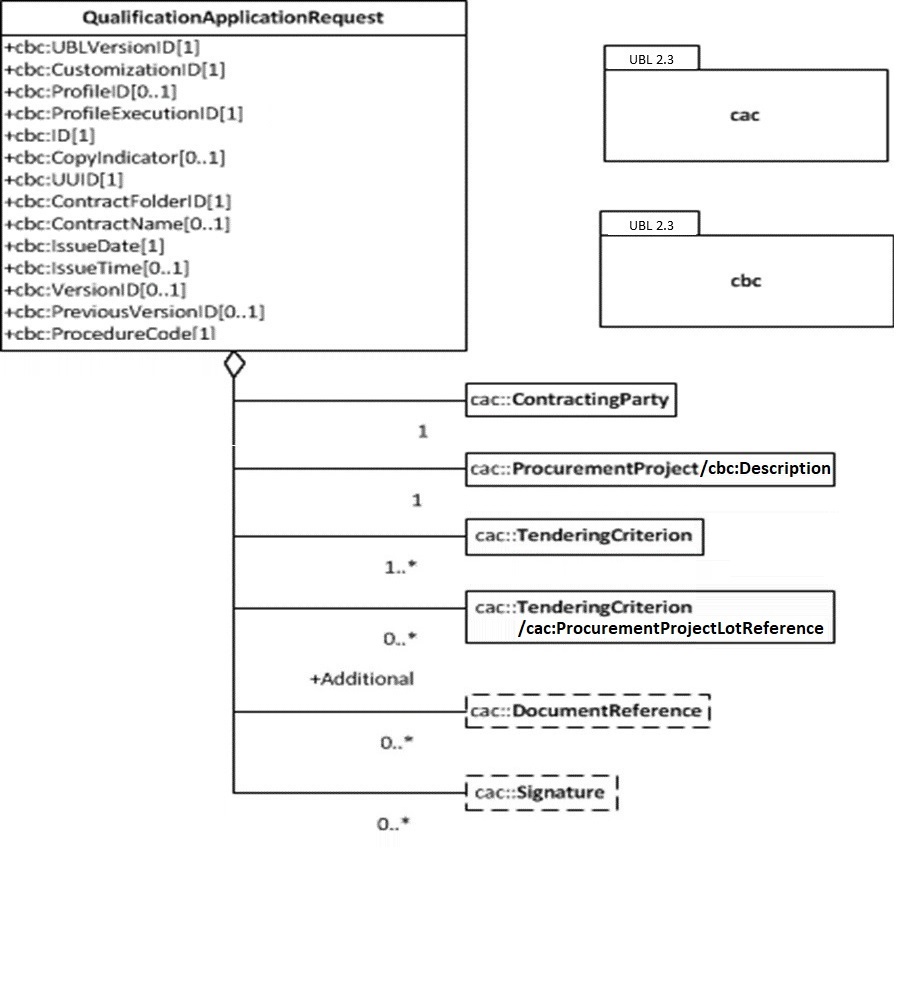 QualificationApplicationRequest
+cbc:UBLVersionID[1]
+cbc:CustomizationID[1]
+cbc:ProfileID[0..1]
+cbc:ProfileExecutionID[1]
+cbc:ID[1]
+cbc:CopyIndicator[0..1]
+cbc:UUID[1]
+cbc:ContractFolderID[1]
+cbc:ContractName[0..1]
+cbc:IssueDate[1]
+cbc:IssueTime[0..1]
+cbc:VersionID[0..1]
+cbc:PreviousVersionID[0..1]
+cbc:ProcedureCode[1]
UBL 2.3
cac
UBL 2.3
cbc
cac::ContractingParty
1
cac::ProcurementProject/cbc:Description
1
cac::TenderingCriterion
1..*
cac::TenderingCriterion
/cac:ProcurementProjectLotReference
0..*
+Additional
cac::DocumentReference
0..*
cac::Signature
0..*